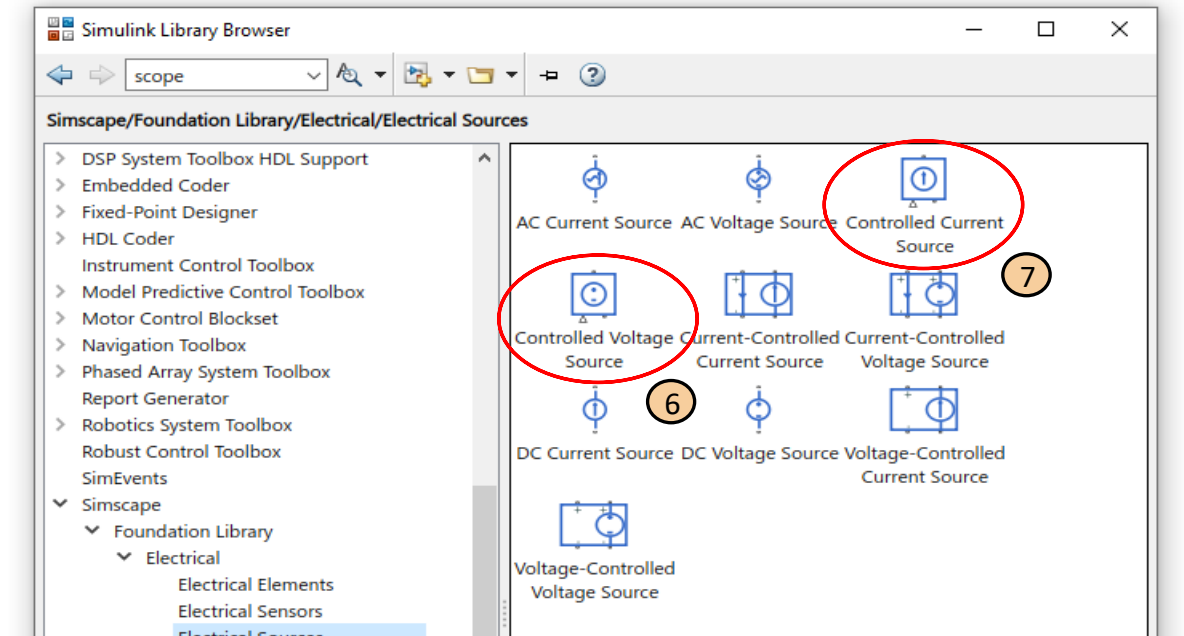 Simulink Library Browser
scope
Simscape/Foundation Library/Electrical/Electrical Sources
DSP System Toolbox HDL Support
Embedded Coder
Fixed-Point Designer
HDL Coder
Instrument Control Toolbox
Model Predictive Control Toolbox
Motor Control Blockset
Navigation Toolbox
Phased Array System Toolbox
Report Generator
Robotics System Toolbox
Robust Control Toolbox
SimEvents
Simscape
Foundation Library
Electrical
Electrical Elements
Electrical Sensors
Electrical Sources
AC Current Source
AC Voltage Source
Controlled Current
Source
7
Controlled Voltage
Source
6
Current-Controlled
Current Source
Current-Controlled
Voltage Source
DC Current Source
DC Voltage Source
Voltage-Controlled
Current Source
Voltage-Controlled
Voltage Source